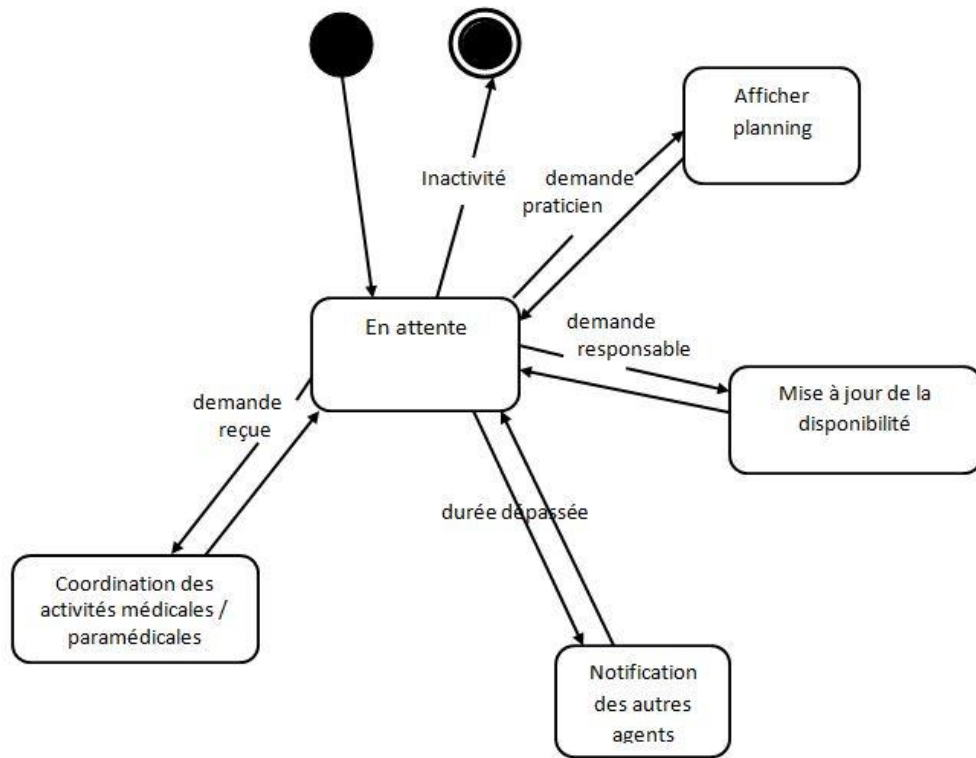 Afficher
planning
Inactivité
demande
praticien
En attente
demande
responsable
Mise à jour de la
disponibilité
demande
reçue
durée dépassée
Coordination des
activités médicales /
paramédicales
Notification
des autres
agents